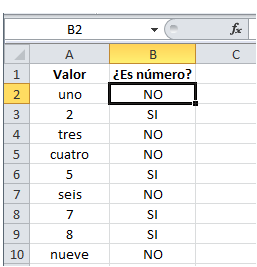 B2 fx
A B C
1 Valor ¿Es número?
2 uno NO
3 2 SI
4 tres NO
5 cuatro NO
6 5 SI
7 seis NO
8 7 SI
9 8 SI
10 nueve NO